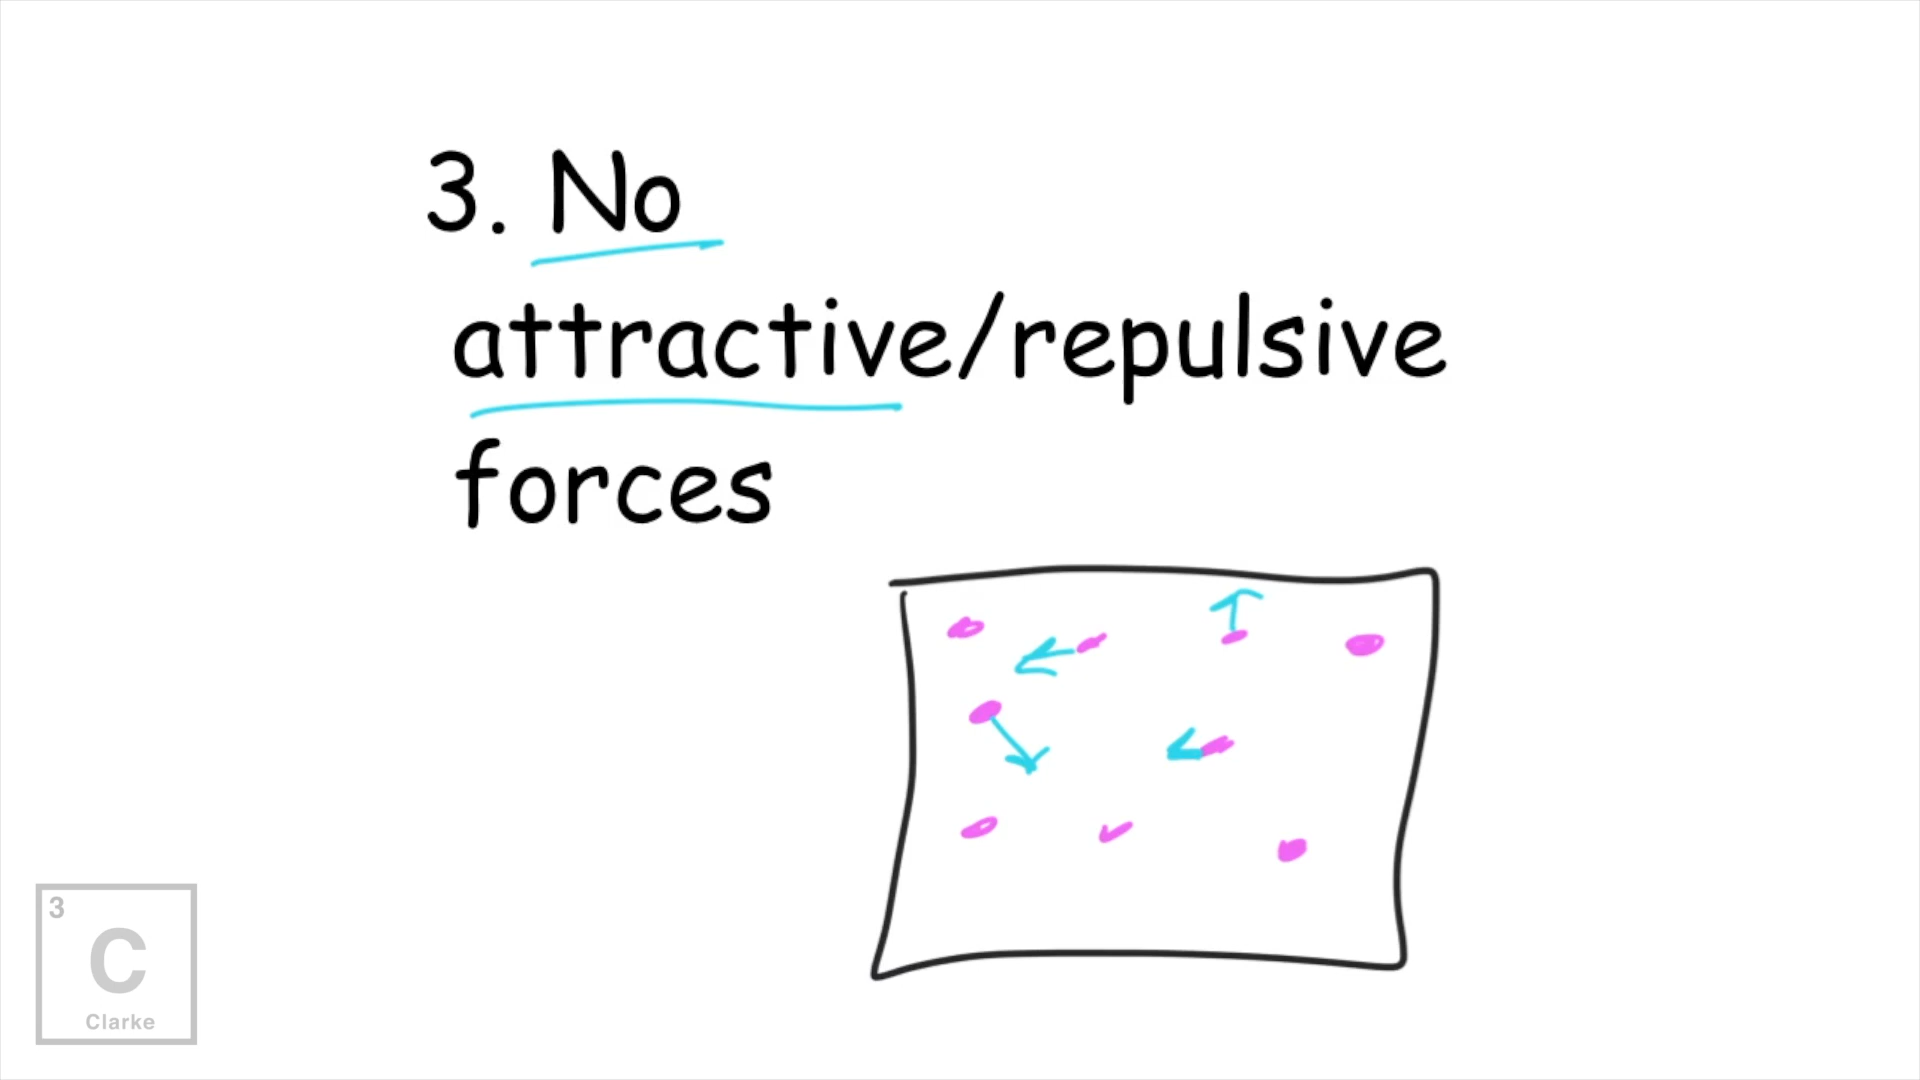 3. No
attractive/repulsive
forces
3
C
Clarke